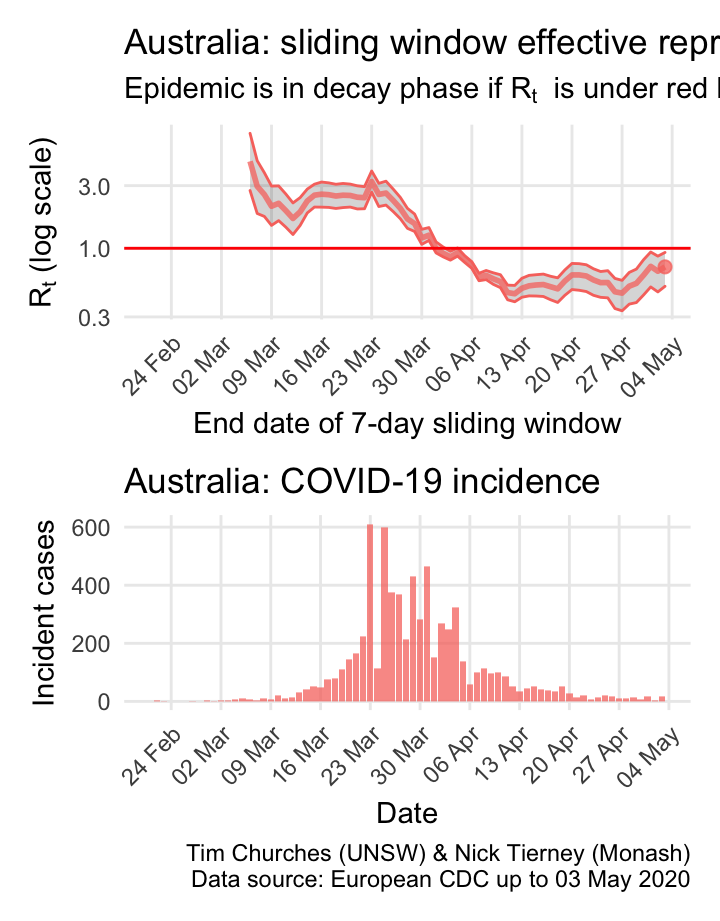 Australia: sliding window effective repr
Epidemic is in decay phase if Rt is under red
Rt (log scale)
3.0
1.0
0.3
24 Feb
02 Mar
09 Mar
16 Mar
23 Mar
30 Mar
06 Apr
13 Apr
20 Apr
27 Apr
04 May
End date of 7-day sliding window
Australia: COVID-19 incidence
Incident cases
600
400
200
0
24 Feb
02 Mar
09 Mar
16 Mar
23 Mar
30 Mar
06 Apr
13 Apr
20 Apr
27 Apr
04 May
Date
Tim Churches (UNSW) & Nick Tierney (Monash)
Data source: European CDC up to 03 May 2020